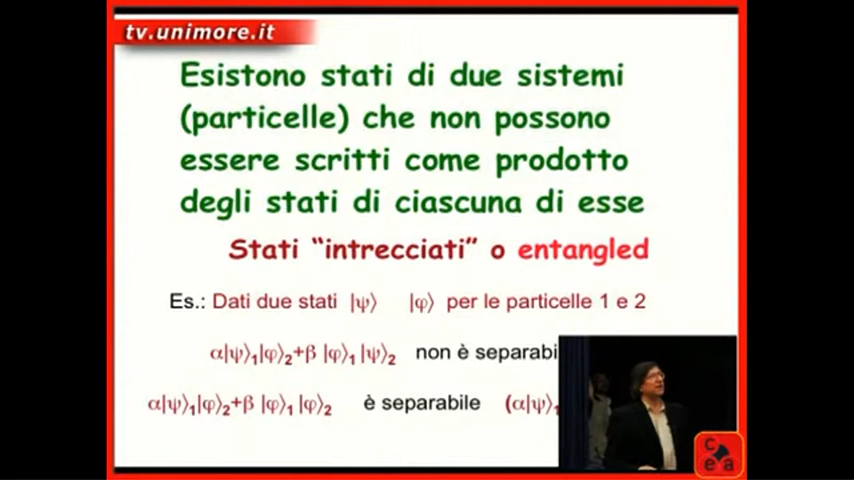 tv.unimore.it
Esistono stati di due sistemi
(particelle) che non possono
essere scritti come prodotto
degli stati di ciascuna di esse
Stati “intrecciati” o entangled
Es.: Dati due stati |ψ⟩ |φ⟩ per le particelle 1 e 2
α|ψ⟩₁|φ⟩₂+β |φ⟩₁|ψ⟩₂ non è separabi
α|ψ⟩₁|φ⟩₂+β |φ⟩₁|φ⟩₂ è separabile (α|ψ⟩₁
c
e a